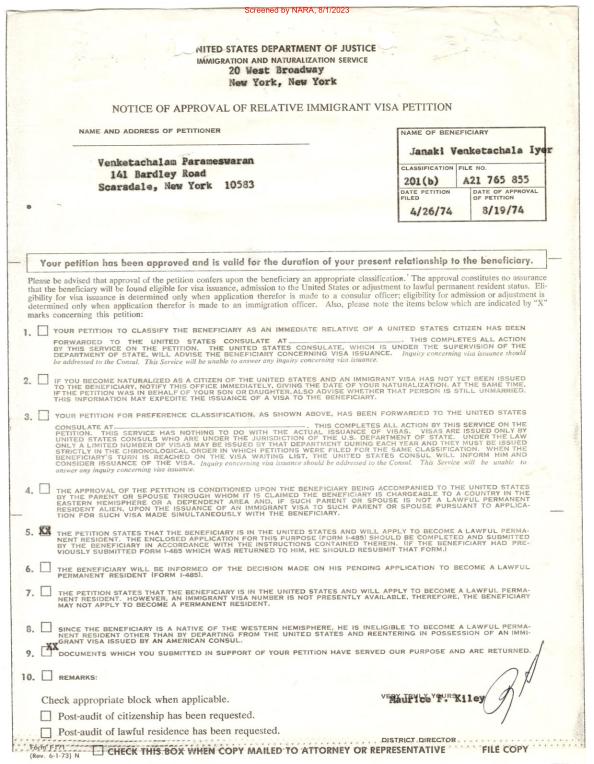 Screened by NARA, 8/1/2023
UNITED STATES DEPARTMENT OF JUSTICE
IMMIGRATION AND NATURALIZATION SERVICE
20 West Broadway
New York, New York
NOTICE OF APPROVAL OF RELATIVE IMMIGRANT VISA PETITION
NAME AND ADDRESS OF PETITIONER
Venketachalam Parameswaran
141 Bardley Road
Scarsdale, New York 10583
NAME OF BENEFICIARY
Janaki Venketachala Iyer
CLASSIFICATION FILE NO.
201(b) A21 765 855
DATE PETITION FILED DATE OF APPROVAL OF PETITION
4/26/74 8/19/74
Your petition has been approved and is valid for the duration of your present relationship to the beneficiary.
Please be advised that approval of the petition confers upon the beneficiary an appropriate classification. The approval constitutes no assurance
that the beneficiary will be found eligible for visa issuance, admission to the United States or adjustment to lawful permanent resident status. Eli-
gibility for visa issuance is determined only when application therefor is made to a consular officer; eligibility for admission or adjustment is
determined only when application therefor is made to an immigration officer. Also, please note the items below which are indicated by "X"
marks concerning this petition:
1. YOUR PETITION TO CLASSIFY THE BENEFICIARY AS AN IMMEDIATE RELATIVE OF A UNITED STATES CITIZEN HAS BEEN
FORWARDED TO THE UNITED STATES CONSULATE AT THIS COMPLETES ALL ACTION
BY THIS SERVICE ON THE PETITION. THE UNITED STATES CONSULATE, WHICH IS UNDER THE SUPERVISION OF THE
DEPARTMENT OF STATE, WILL ADVISE THE BENEFICIARY CONCERNING VISA ISSUANCE. Inquiry concerning visa issuance should
be addressed to the Consul. This Service will be unable to answer any inquiry concerning visa issuance.
2. IF YOU BECOME NATURALIZED AS A CITIZEN OF THE UNITED STATES AND AN IMMIGRANT VISA HAS NOT YET BEEN ISSUED
TO THE BENEFICIARY, NOTIFY THIS OFFICE IMMEDIATELY, GIVING THE DATE OF YOUR NATURALIZATION. AT THE SAME TIME,
IF THE PETITION WAS IN BEHALF OF YOUR SON OR DAUGHTER, ALSO ADVISE WHETHER THAT PERSON IS STILL UNMARRIED.
THIS INFORMATION MAY EXPEDITE THE ISSUANCE OF A VISA TO THE BENEFICIARY.
3. YOUR PETITION FOR PREFERENCE CLASSIFICATION, AS SHOWN ABOVE, HAS BEEN FORWARDED TO THE UNITED STATES
CONSULATE AT THIS COMPLETES ALL ACTION BY THIS SERVICE ON THE
PETITION. THIS SERVICE HAS NOTHING TO DO WITH THE ACTUAL ISSUANCE OF VISAS. VISAS ARE ISSUED ONLY BY
UNITED STATES CONSULS WHO ARE UNDER THE JURISDICTION OF THE U.S. DEPARTMENT OF STATE. UNDER THE LAW
ONLY A LIMITED NUMBER OF VISAS MAY BE ISSUED BY THAT DEPARTMENT DURING EACH YEAR AND THEY MUST BE ISSUED
STRICTLY IN THE CHRONOLOGICAL ORDER IN WHICH PETITIONS WERE FILED FOR THE SAME CLASSIFICATION. WHEN THE
BENEFICIARY'S TURN IS REACHED ON THE VISA WAITING LIST, THE UNITED STATES CONSUL WILL INFORM HIM AND
CONSIDER ISSUANCE OF THE VISA. Inquiry concerning visa issuance should be addressed to the Consul. This Service will be unable to
answer any inquiry concerning visa issuance.
4. THE APPROVAL OF THE PETITION IS CONDITIONED UPON THE BENEFICIARY BEING ACCOMPANIED TO THE UNITED STATES
BY THE PARENT OR SPOUSE THROUGH WHOM IT IS CLAIMED THE BENEFICIARY IS CHARGEABLE TO A COUNTRY IN THE
EASTERN HEMISPHERE OR A DEPENDENT AREA AND, IF SUCH PARENT OR SPOUSE IS NOT A LAWFUL PERMANENT
RESIDENT ALIEN, UPON THE ISSUANCE OF AN IMMIGRANT VISA TO SUCH PARENT OR SPOUSE PURSUANT TO APPLICA-
TION FOR SUCH VISA MADE SIMULTANEOUSLY WITH THE BENEFICIARY.
5. XX THE PETITION STATES THAT THE BENEFICIARY IS IN THE UNITED STATES AND WILL APPLY TO BECOME A LAWFUL PERMA-
NENT RESIDENT. THE ENCLOSED APPLICATION FOR THIS PURPOSE (FORM I-485) SHOULD BE COMPLETED AND SUBMITTED
BY THE BENEFICIARY IN ACCORDANCE WITH THE INSTRUCTIONS CONTAINED THEREIN. (IF THE BENEFICIARY HAD PRE-
VIOUSLY SUBMITTED FORM I-485 WHICH WAS RETURNED TO HIM, HE SHOULD RESUBMIT THAT FORM.)
6. THE BENEFICIARY WILL BE INFORMED OF THE DECISION MADE ON HIS PENDING APPLICATION TO BECOME A LAWFUL
PERMANENT RESIDENT (FORM I-485).
7. THE PETITION STATES THAT THE BENEFICIARY IS IN THE UNITED STATES AND WILL APPLY TO BECOME A LAWFUL PERMA-
NENT RESIDENT. HOWEVER, AN IMMIGRANT VISA NUMBER IS NOT PRESENTLY AVAILABLE, THEREFORE, THE BENEFICIARY
MAY NOT APPLY TO BECOME A PERMANENT RESIDENT.
8. SINCE THE BENEFICIARY IS A NATIVE OF THE WESTERN HEMISPHERE, HE IS INELIGIBLE TO BECOME A LAWFUL PERMA-
NENT RESIDENT OTHER THAN BY DEPARTING FROM THE UNITED STATES AND REENTERING IN POSSESSION OF AN IMMI-
GRANT VISA ISSUED BY AN AMERICAN CONSUL.
9. XX DOCUMENTS WHICH YOU SUBMITTED IN SUPPORT OF YOUR PETITION HAVE SERVED OUR PURPOSE AND ARE RETURNED.
10. REMARKS:
VERY TRULY YOURS,
Maurice F. Kiley
Check appropriate block when applicable.
Post-audit of citizenship has been requested.
Post-audit of lawful residence has been requested.
DISTRICT DIRECTOR
Form I-171
(Rev. 6-1-73) N
CHECK THIS BOX WHEN COPY MAILED TO ATTORNEY OR REPRESENTATIVE FILE COPY